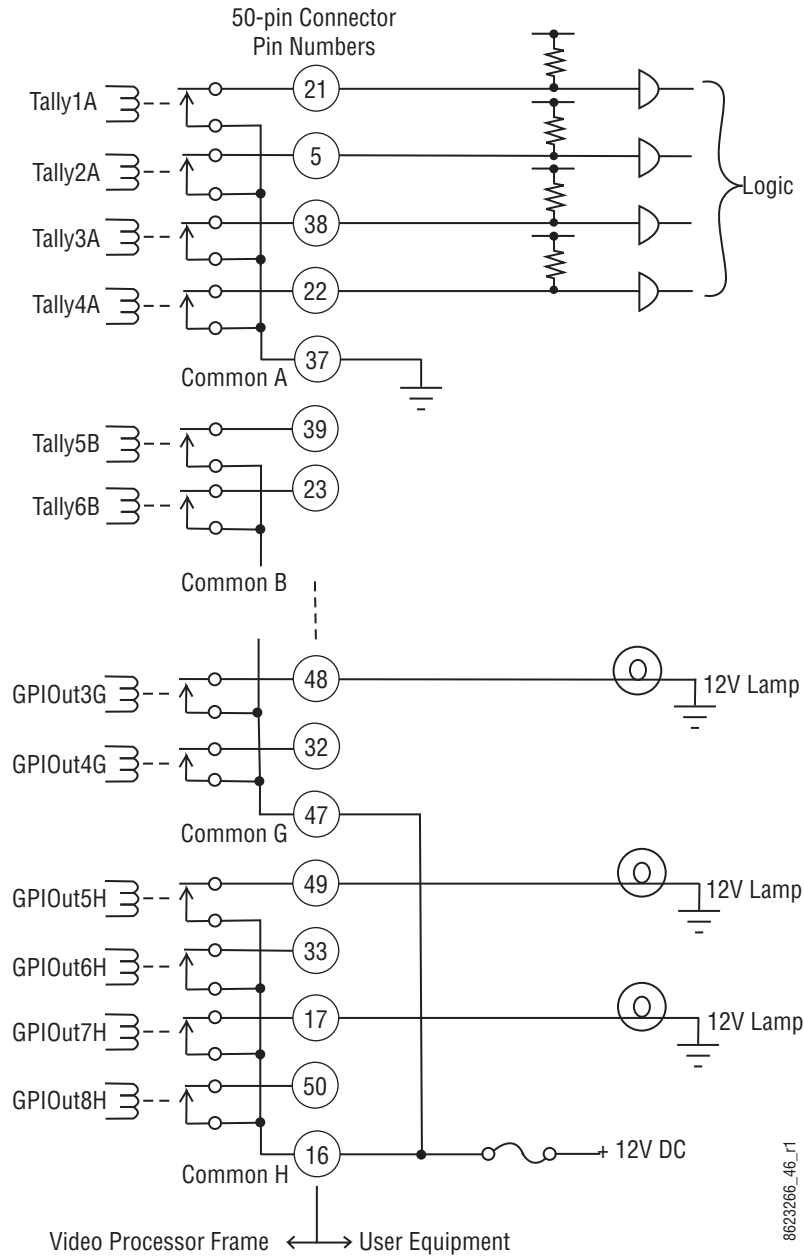 50-pin Connector
Pin Numbers
Tally1A
21
Tally2A
5
Logic
Tally3A
38
Tally4A
22
37
Common A
Tally5B
39
Tally6B
23
Common B
GPIOut3G
48
12V Lamp
GPIOut4G
32
47
Common G
GPIOut5H
49
12V Lamp
GPIOut6H
33
GPIOut7H
17
12V Lamp
GPIOut8H
50
16
+ 12V DC
Common H
Video Processor Frame
User Equipment
8623266_46_r1